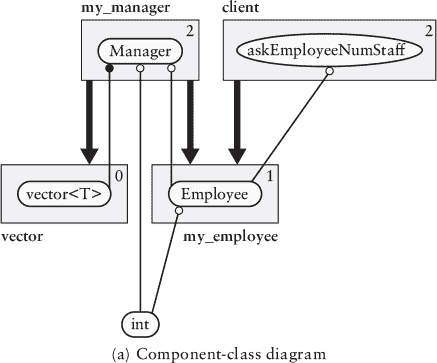 my_manager
client
2
Manager
2
askEmployeeNumStaff
0
vector<T>
1
Employee
vector
my_employee
int
(a) Component-class diagram